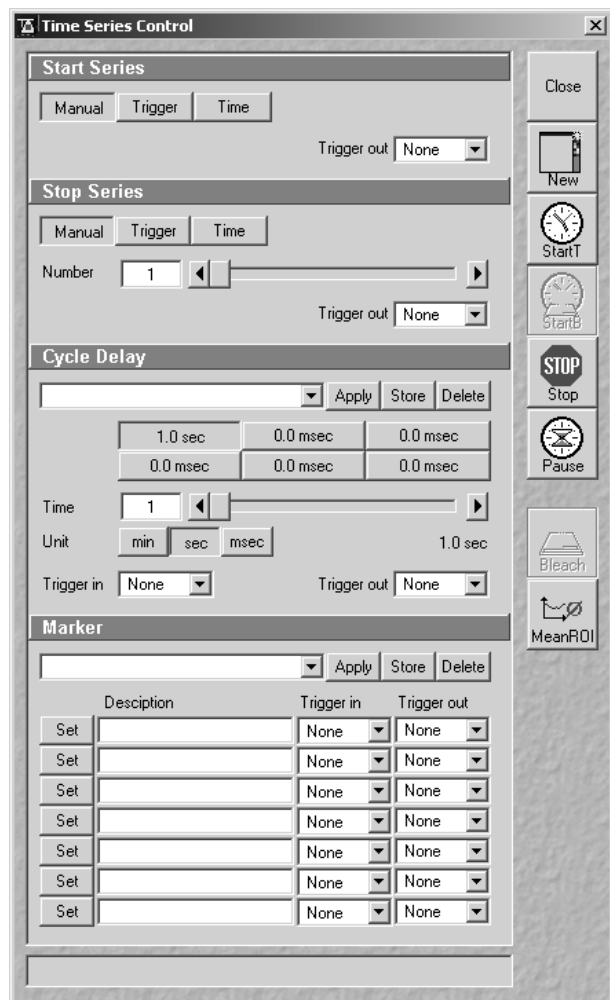 Time Series Control
Start Series
Manual Trigger Time
Trigger out None
Stop Series
Manual Trigger Time
Number 1
Trigger out None
Cycle Delay
Apply Store Delete
1.0 sec 0.0 msec 0.0 msec
0.0 msec 0.0 msec 0.0 msec
Time 1
Unit min sec msec 1.0 sec
Trigger in None Trigger out None
Marker
Apply Store Delete
Desciption Trigger in Trigger out
Set None None
Set None None
Set None None
Set None None
Set None None
Set None None
Set None None
Close
New
StartT
StartB
STOP
Stop
Pause
Bleach
MeanROI